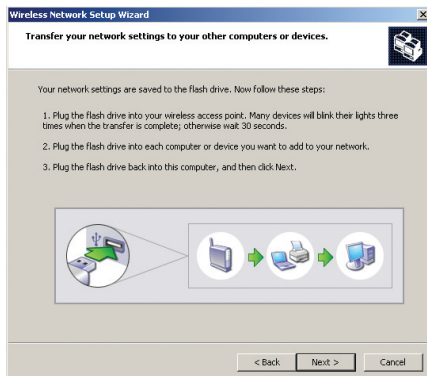 Wireless Network Setup Wizard
Transfer your network settings to your other computers or devices.
Your network settings are saved to the flash drive. Now follow these steps:
1. Plug the flash drive into your wireless access point. Many devices will blink their lights three
times when the transfer is complete; otherwise wait 30 seconds.
2. Plug the flash drive into each computer or device you want to add to your network.
3. Plug the flash drive back into this computer, and then click Next.
< Back Next > Cancel